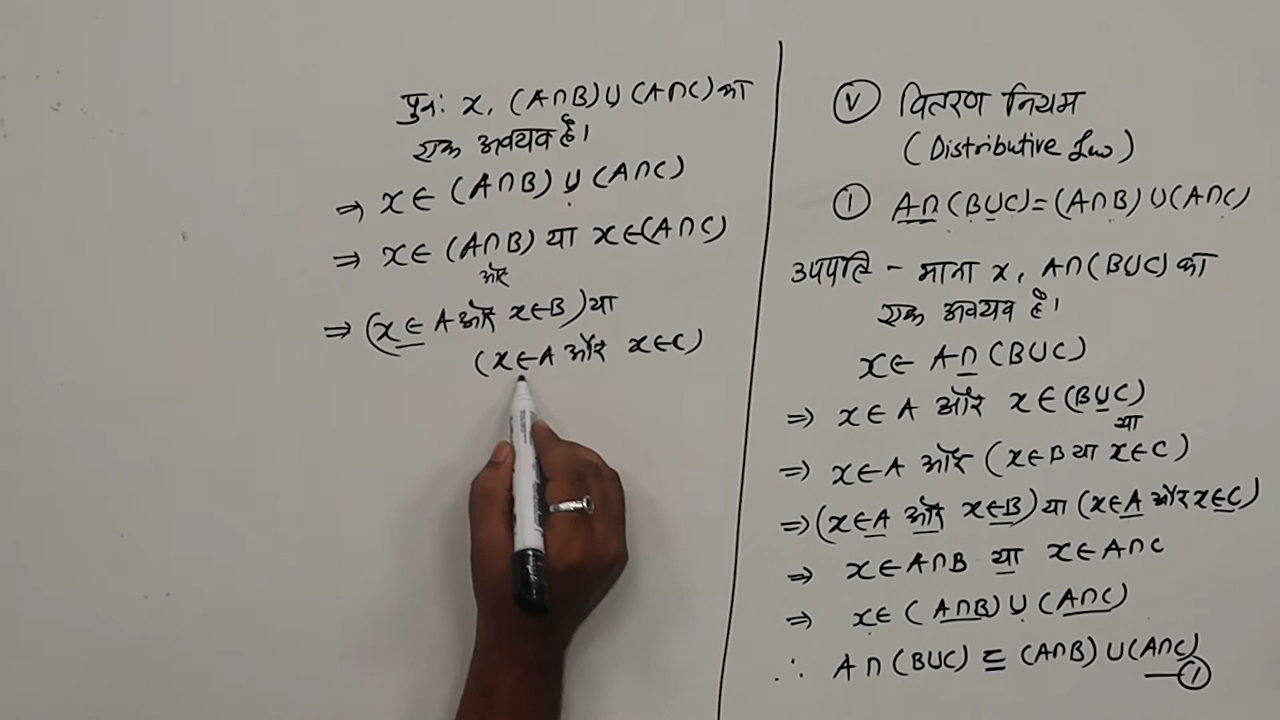 Ⓥ वितरण नियम
(Distributive Law)
① A∩(B∪C)=(A∩B)∪(A∩C)
उपपत्ति - माना x, A∩(B∪C) का
एक अवयव है।
x∈ A∩(B∪C)
⇒ x∈A और x∈(B∪C)
या
⇒ x∈A और (x∈B या x∈C)
⇒ (x∈A और x∈B) या (x∈A और x∈C)
⇒ x∈A∩B या x∈A∩C
⇒ x∈(A∩B)∪(A∩C)
∴ A∩(B∪C) ⊆ (A∩B)∪(A∩C)
—①
पुनः x, (A∩B)∪(A∩C) का
एक अवयव है।
⇒ x∈(A∩B)∪(A∩C)
⇒ x∈(A∩B) या x∈(A∩C)
और
⇒ (x∈A और x∈B) या
(x∈A और x∈C)